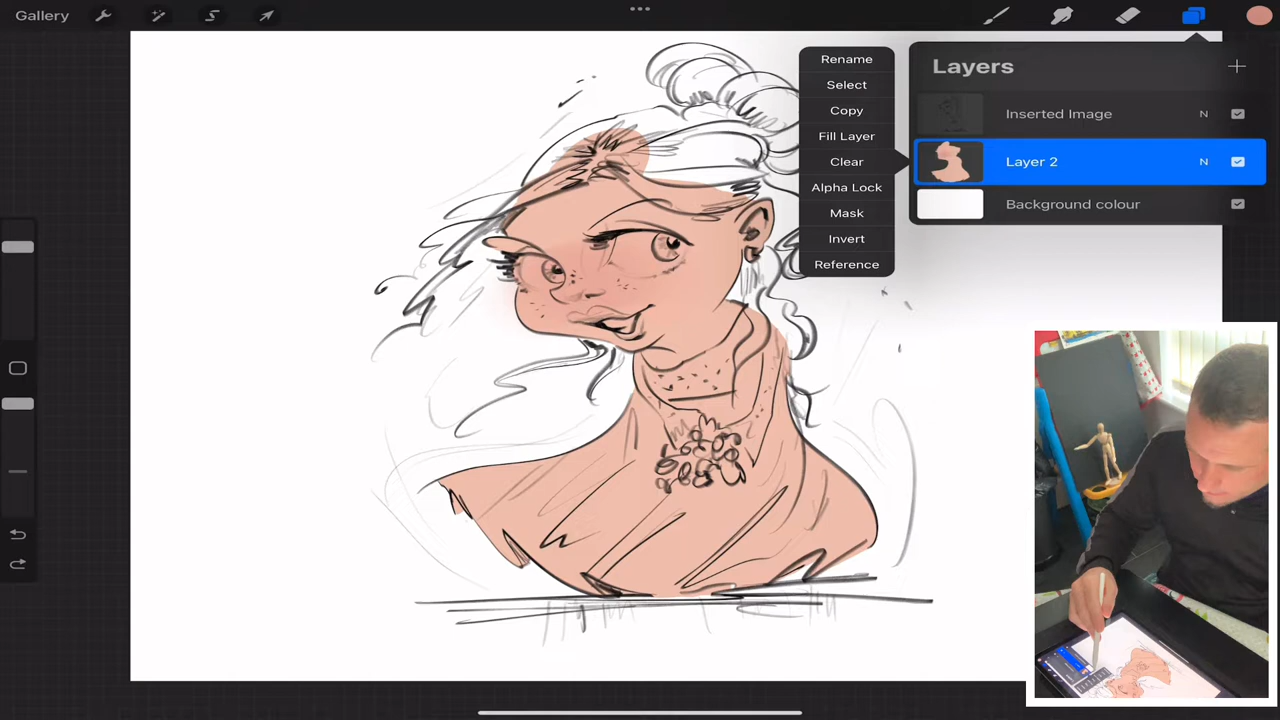 Gallery
Layers
Inserted Image N
Layer 2 N
Background colour
Rename
Select
Copy
Fill Layer
Clear
Alpha Lock
Mask
Invert
Reference